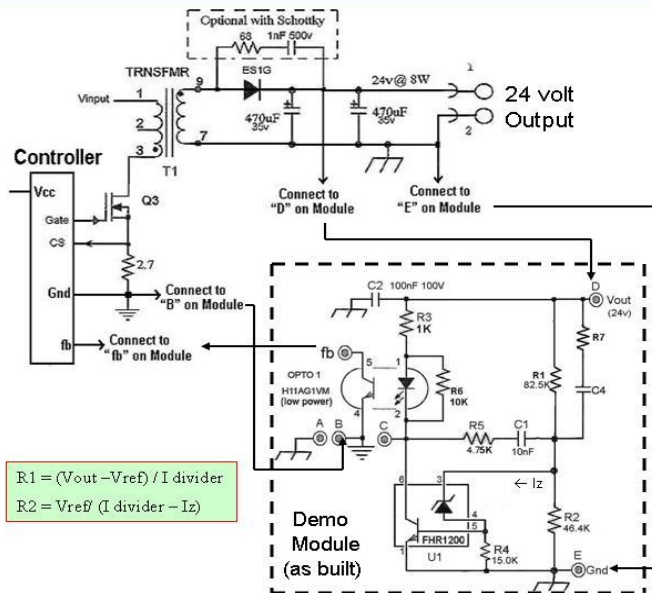 Optional with Schottky
68
1nF 500v
TRNSFMR
9
ES1G
24v@ 8W
1
24 volt
Output
2
Vinput
1
2
3
7
T1
470uF
35v
470uF
35v
Controller
Vcc
Gate
CS
Gnd
fb
Q3
2.7
Connect to
"D" on Module
Connect to
"E" on Module
Connect to
"B" on Module
Connect to
"fb" on Module
C2
100nF 100V
D
Vout
(24v)
R3
1K
R7
fb
5
1
R1
82.5K
OPTO 1
H11AG1VM
(low power)
R6
10K
C4
4
2
A
B
C
R5
4.75K
C1
10nF
6
3
← Iz
4
5
FHR1200
1
U1
R4
15.0K
R2
46.4K
E
Gnd
Demo
Module
(as built)
R1 = (Vout –Vref) / I divider
R2 = Vref/ (I divider – Iz)